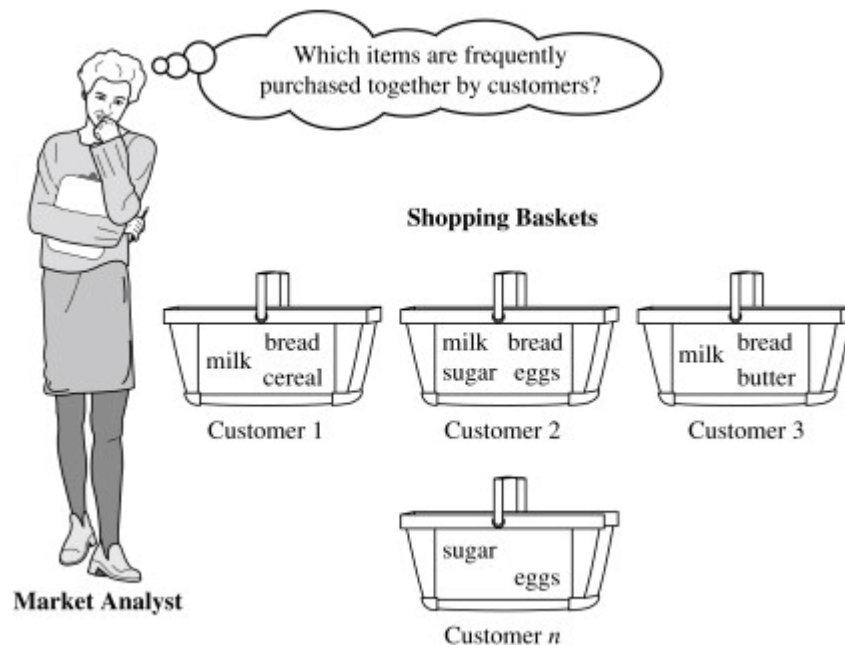 Which items are frequently
purchased together by customers?
Shopping Baskets
milk bread
cereal
milk bread
sugar eggs
milk bread
butter
Customer 1
Customer 2
Customer 3
sugar
eggs
Market Analyst
Customer n